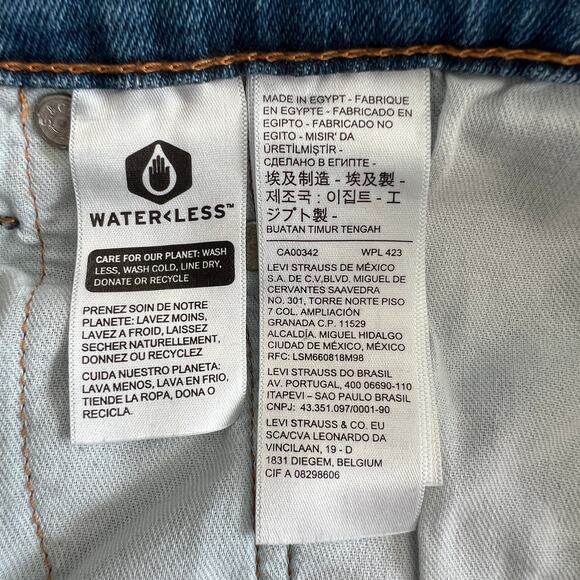 WATER<LESS™
CARE FOR OUR PLANET: WASH
LESS, WASH COLD, LINE DRY,
DONATE OR RECYCLE
PRENEZ SOIN DE NOTRE
PLANETE: LAVEZ MOINS,
LAVEZ A FROID, LAISSEZ
SECHER NATURELLEMENT,
DONNEZ OU RECYCLEZ
CUIDA NUESTRO PLANETA:
LAVA MENOS, LAVA EN FRIO,
TIENDE LA ROPA, DONA O
RECICLA.
MADE IN EGYPT - FABRIQUE
EN EGYPTE - FABRICADO EN
EGIPTO - FABRICADO NO
EGITO - MISIR' DA
ÜRETİLMİŞTİR -
СДЕЛАНО В ЕГИПТЕ -
埃及制造 - 埃及製 -
제조국 : 이집트 - エ
ジプト製 -
BUATAN TIMUR TENGAH
CA00342 WPL 423
LEVI STRAUSS DE MÉXICO
S.A. DE C.V,BLVD. MIGUEL DE
CERVANTES SAAVEDRA
NO. 301, TORRE NORTE PISO
7 COL. AMPLIACIÓN
GRANADA C.P. 11529
ALCALDÍA. MIGUEL HIDALGO
CIUDAD DE MÉXICO, MÉXICO
RFC: LSM660818M98
LEVI STRAUSS DO BRASIL
AV. PORTUGAL, 400 06690-110
ITAPEVI – SAO PAULO BRASIL
CNPJ: 43.351.097/0001-90
LEVI STRAUSS & CO. EU
SCA/CVA LEONARDO DA
VINCILAAN, 19 - D
1831 DIEGEM, BELGIUM
CIF A 08298606